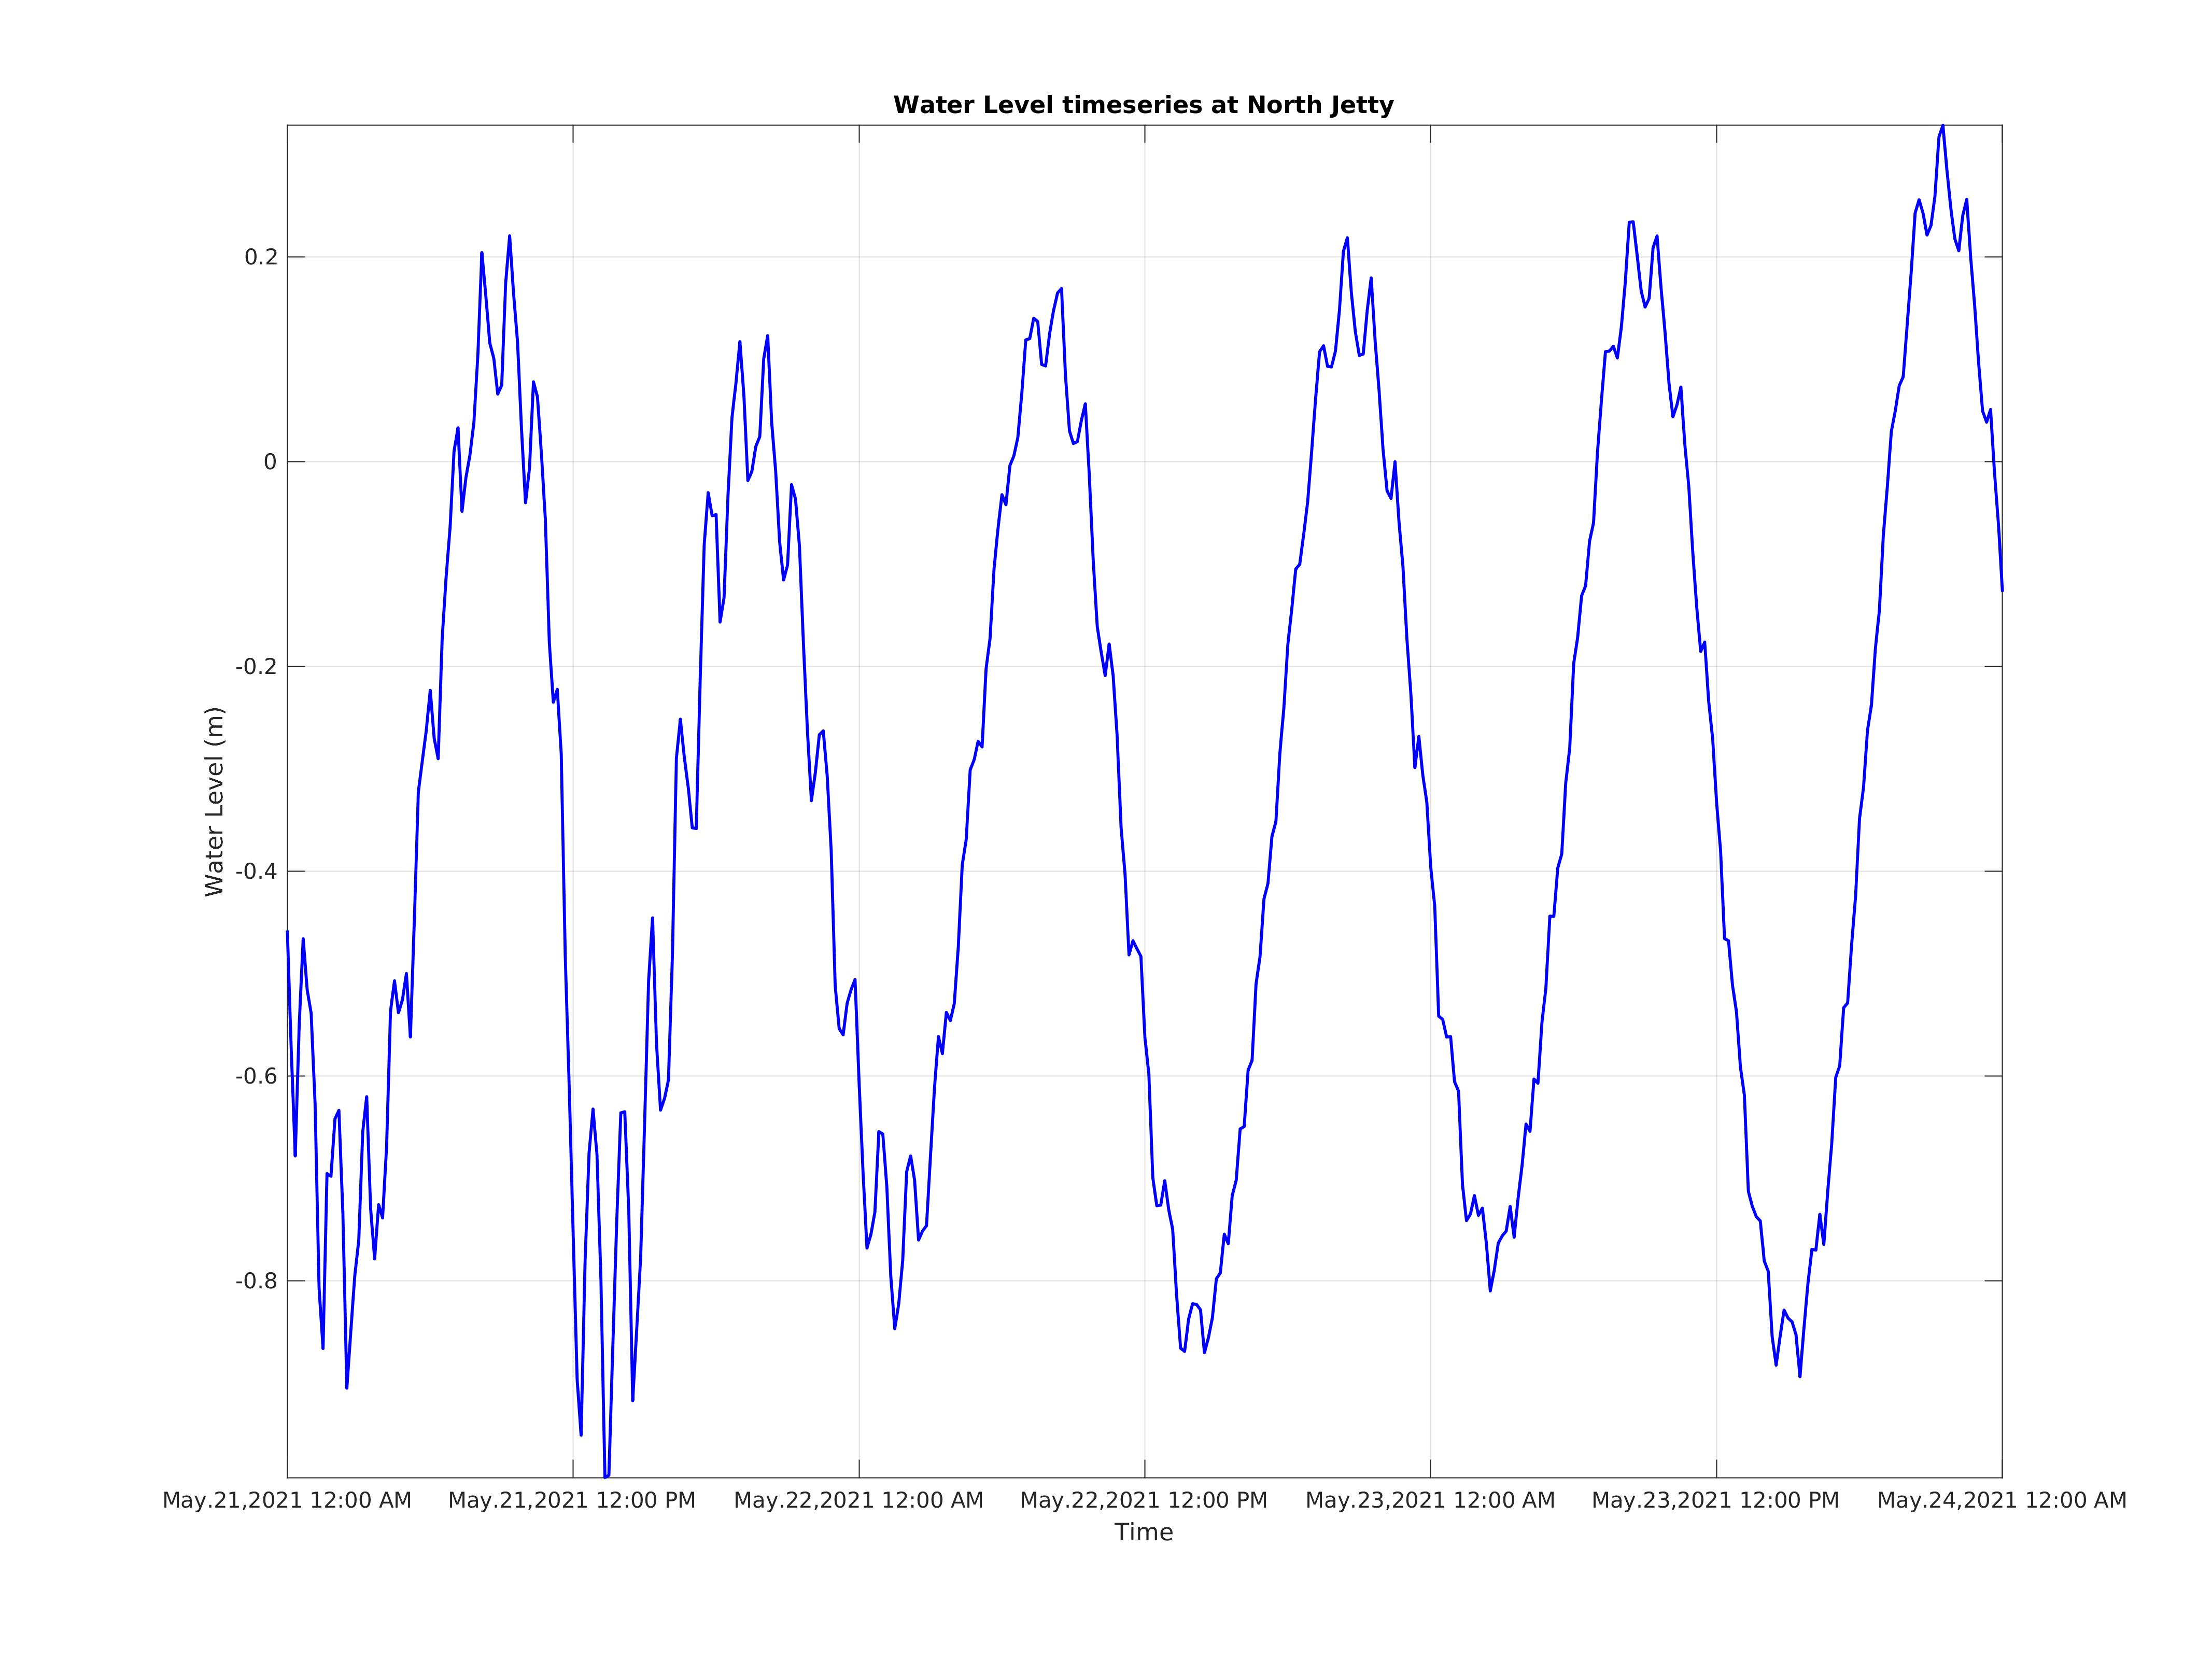 Water Level timeseries at North Jetty
0.2
0
-0.2
-0.4
-0.6
-0.8
Water Level (m)
May.21,2021 12:00 AM
May.21,2021 12:00 PM
May.22,2021 12:00 AM
May.22,2021 12:00 PM
May.23,2021 12:00 AM
May.23,2021 12:00 PM
May.24,2021 12:00 AM
Time